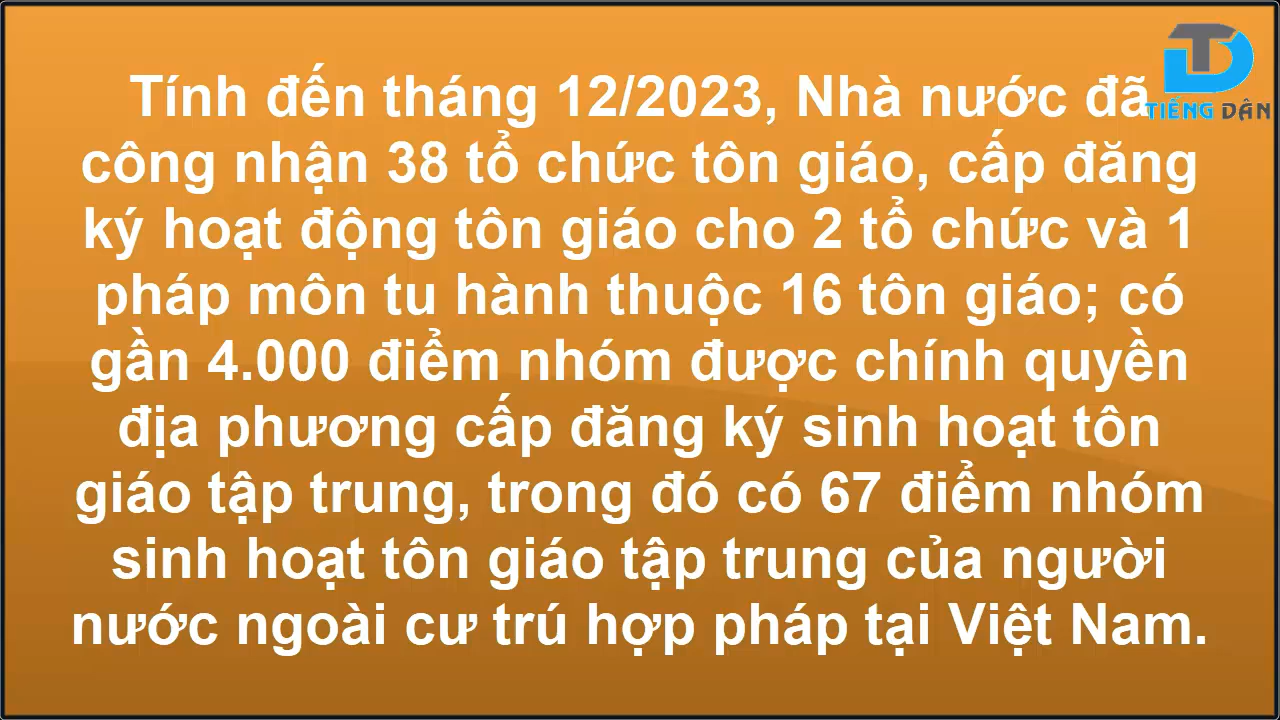 Tính đến tháng 12/2023, Nhà nước đã
công nhận 38 tổ chức tôn giáo, cấp đăng
ký hoạt động tôn giáo cho 2 tổ chức và 1
pháp môn tu hành thuộc 16 tôn giáo; có
gần 4.000 điểm nhóm được chính quyền
địa phương cấp đăng ký sinh hoạt tôn
giáo tập trung, trong đó có 67 điểm nhóm
sinh hoạt tôn giáo tập trung của người
nước ngoài cư trú hợp pháp tại Việt Nam.
TD
TIẾNG DÂN